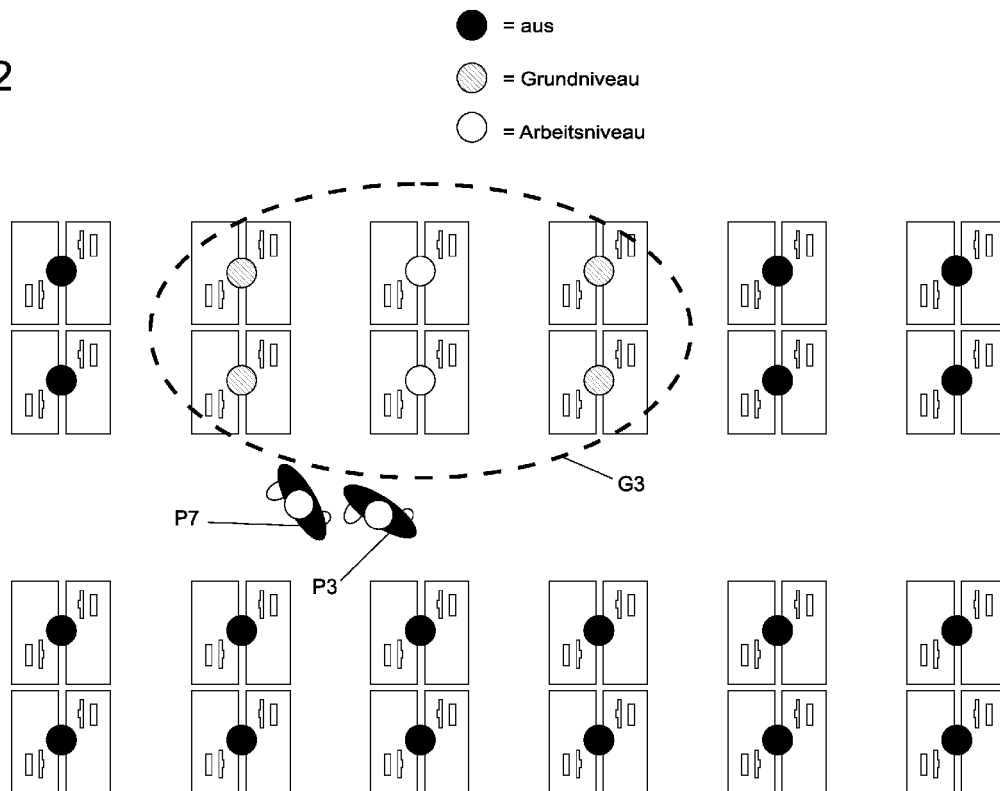 = aus
2
= Grundniveau
= Arbeitsniveau
G3
P7
P3